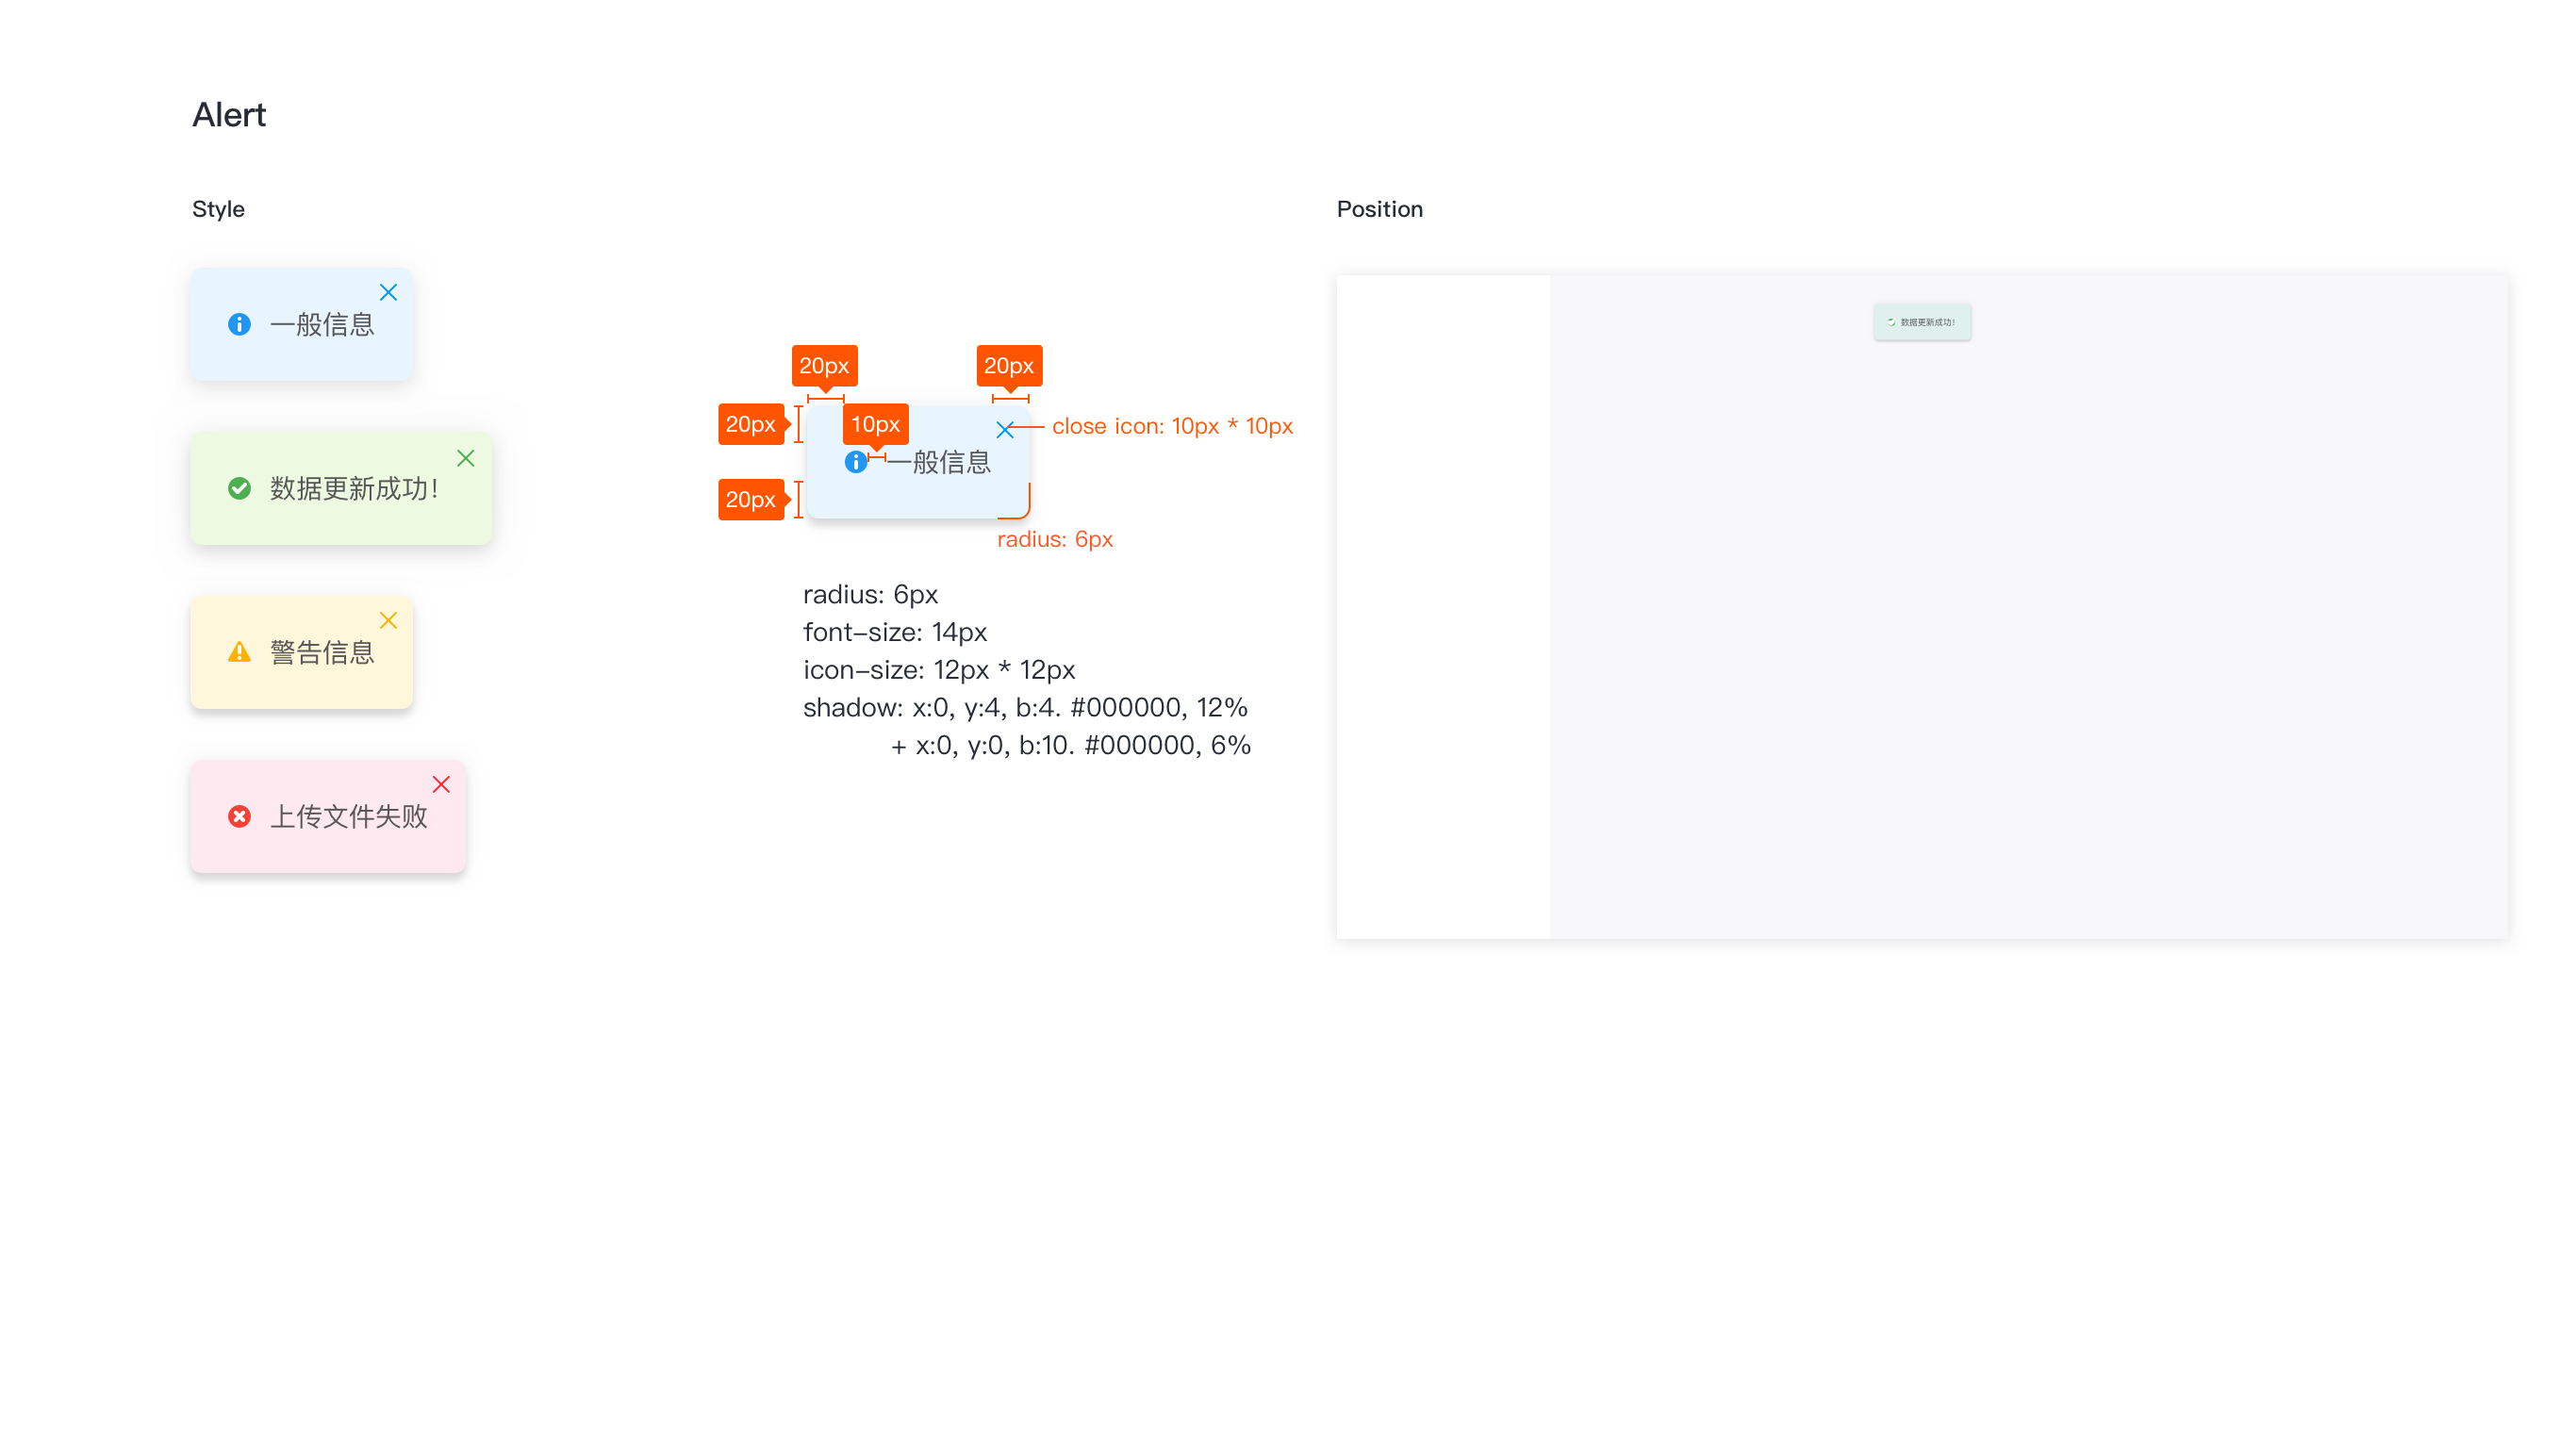 Alert
Style
一般信息
数据更新成功！
警告信息
上传文件失败
20px
20px
20px
10px
close icon: 10px * 10px
一般信息
20px
radius: 6px
radius: 6px
font-size: 14px
icon-size: 12px * 12px
shadow: x:0, y:4, b:4. #000000, 12%
+ x:0, y:0, b:10. #000000, 6%
Position
数据更新成功！